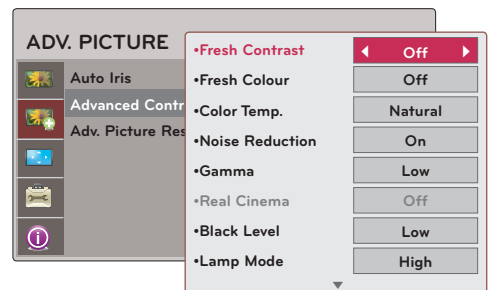 ADV. PICTURE
Auto Iris
Advanced Contr
Adv. Picture Res
•Fresh Contrast Off
•Fresh Colour Off
•Color Temp. Natural
•Noise Reduction On
•Gamma Low
•Real Cinema Off
•Black Level Low
•Lamp Mode High